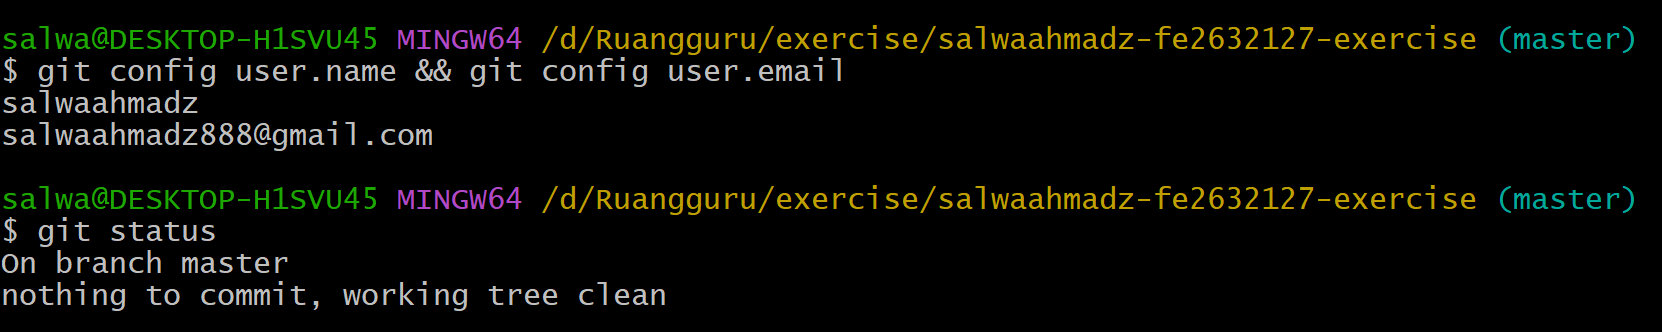 salwa@DESKTOP-H1SVU45 MINGW64 /d/Ruangguru/exercise/salwaahmadz-fe2632127-exercise (master)
$ git config user.name && git config user.email
salwaahmadz
salwaahmadz888@gmail.com
salwa@DESKTOP-H1SVU45 MINGW64 /d/Ruangguru/exercise/salwaahmadz-fe2632127-exercise (master)
$ git status
On branch master
nothing to commit, working tree clean